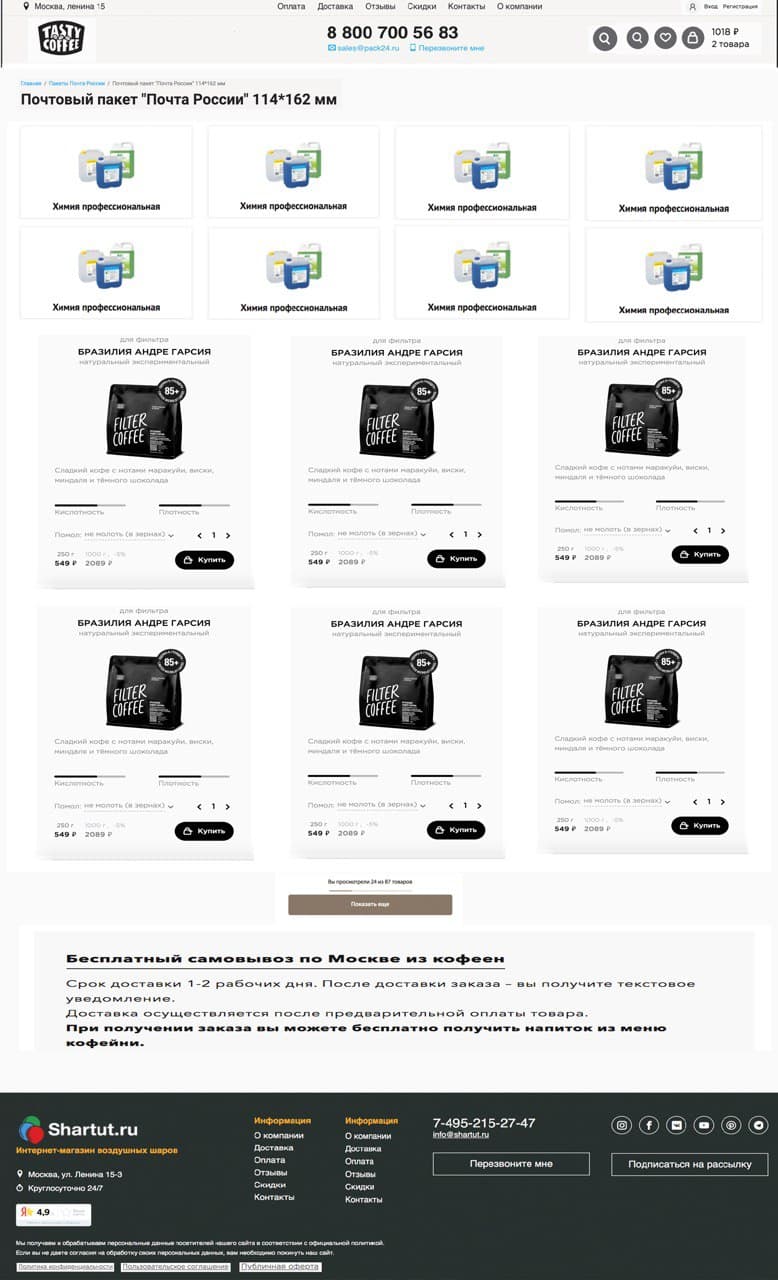 Москва, ленина 15
Оплата Доставка Отзывы Скидки Контакты О компании
Вход Регистрация
TASTY COFFEE
8 800 700 56 83
sales@pack24.ru Перезвоните мне
1018 ₽
2 товара
Главная / Пакеты Почта России / Почтовый пакет "Почта России" 114*162 мм
Почтовый пакет "Почта России" 114*162 мм
Химия профессиональная Химия профессиональная Химия профессиональная Химия профессиональная
Химия профессиональная Химия профессиональная Химия профессиональная Химия профессиональная
для фильтра
БРАЗИЛИЯ АНДРЕ ГАРСИЯ
натуральный экспериментальный
85+
FILTER
COFFEE
Сладкий кофе с нотами маракуйи, виски,
миндаля и тёмного шоколада
Кислотность Плотность
Помол: не молоть (в зернах) 1
250 г 1000 г, -5%
549 ₽ 2089 ₽
Купить
для фильтра
БРАЗИЛИЯ АНДРЕ ГАРСИЯ
натуральный экспериментальный
85+
FILTER
COFFEE
Сладкий кофе с нотами маракуйи, виски,
миндаля и тёмного шоколада
Кислотность Плотность
Помол: не молоть (в зернах) 1
250 г 1000 г, -5%
549 ₽ 2089 ₽
Купить
для фильтра
БРАЗИЛИЯ АНДРЕ ГАРСИЯ
натуральный экспериментальный
85+
FILTER
COFFEE
Сладкий кофе с нотами маракуйи, виски,
миндаля и тёмного шоколада
Кислотность Плотность
Помол: не молоть (в зернах) 1
250 г 1000 г, -5%
549 ₽ 2089 ₽
Купить
для фильтра
БРАЗИЛИЯ АНДРЕ ГАРСИЯ
натуральный экспериментальный
85+
FILTER
COFFEE
Сладкий кофе с нотами маракуйи, виски,
миндаля и тёмного шоколада
Кислотность Плотность
Помол: не молоть (в зернах) 1
250 г 1000 г, -5%
549 ₽ 2089 ₽
Купить
для фильтра
БРАЗИЛИЯ АНДРЕ ГАРСИЯ
натуральный экспериментальный
85+
FILTER
COFFEE
Сладкий кофе с нотами маракуйи, виски,
миндаля и тёмного шоколада
Кислотность Плотность
Помол: не молоть (в зернах) 1
250 г 1000 г, -5%
549 ₽ 2089 ₽
Купить
для фильтра
БРАЗИЛИЯ АНДРЕ ГАРСИЯ
натуральный экспериментальный
85+
FILTER
COFFEE
Сладкий кофе с нотами маракуйи, виски,
миндаля и тёмного шоколада
Кислотность Плотность
Помол: не молоть (в зернах) 1
250 г 1000 г, -5%
549 ₽ 2089 ₽
Купить
Вы просмотрели 24 из 87 товаров
Показать еще
Бесплатный самовывоз по Москве из кофеен
Срок доставки 1-2 рабочих дня. После доставки заказа – вы получите текстовое
уведомление.
Доставка осуществляется после предварительной оплаты товара.
При получении заказа вы можете бесплатно получить напиток из меню
кофейни.
Shartut.ru
Интернет-магазин воздушных шаров
Москва, ул. Ленина 15-3
Круглосуточно 24/7
Я 4,9
Информация
О компании
Доставка
Оплата
Отзывы
Скидки
Контакты
Информация
О компании
Доставка
Оплата
Отзывы
Скидки
Контакты
7-495-215-27-47
info@shartut.ru
Перезвоните мне
Подписаться на рассылку
Мы получаем и обрабатываем персональные данные посетителей нашего сайта в соответствии с официальной политикой.
Если вы не даете согласия на обработку своих персональных данных, вам необходимо покинуть наш сайт.
Политика конфиденциальности Пользовательское соглашение Публичная оферта